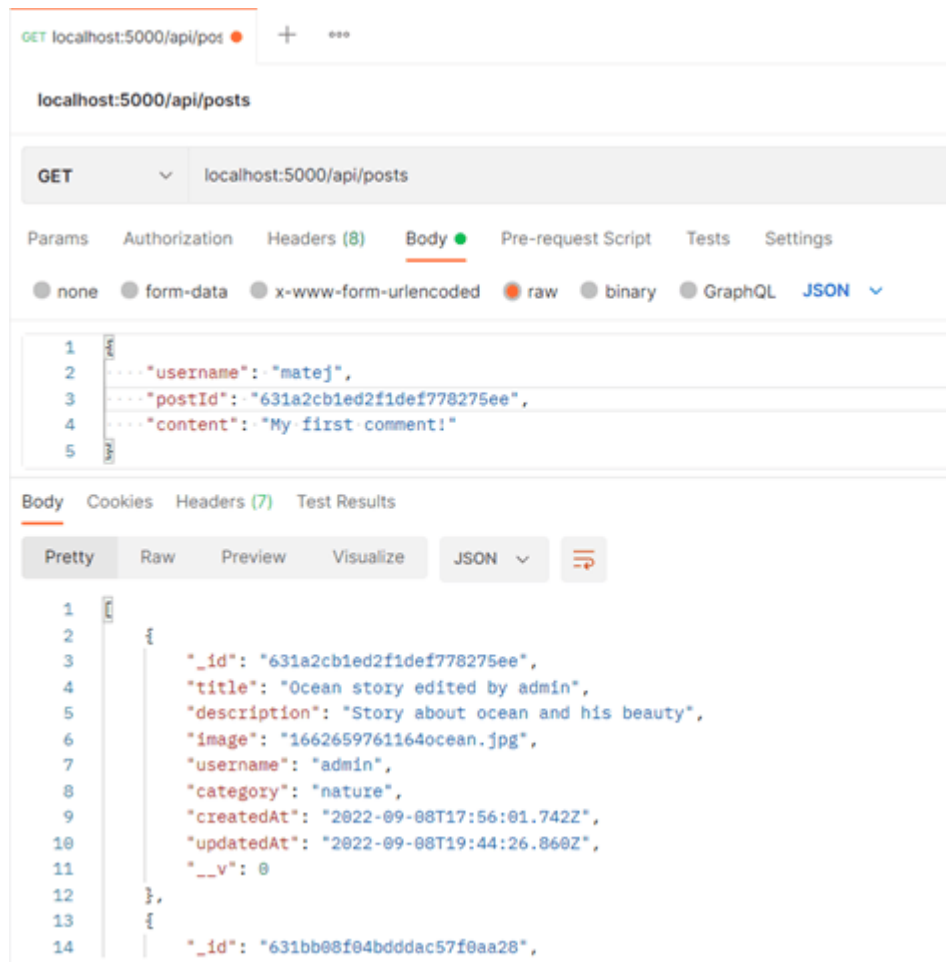 GET localhost:5000/api/pos
localhost:5000/api/posts
GET localhost:5000/api/posts
Params Authorization Headers (8) Body Pre-request Script Tests Settings
none form-data x-www-form-urlencoded raw binary GraphQL JSON
1 {
2 "username": "matej",
3 "postId": "631a2cb1ed2f1def778275ee",
4 "content": "My first comment!"
5 }
Body Cookies Headers (7) Test Results
Pretty Raw Preview Visualize JSON
1 [
2 {
3 "_id": "631a2cb1ed2f1def778275ee",
4 "title": "Ocean story edited by admin",
5 "description": "Story about ocean and his beauty",
6 "image": "1662659761164ocean.jpg",
7 "username": "admin",
8 "category": "nature",
9 "createdAt": "2022-09-08T17:56:01.742Z",
10 "updatedAt": "2022-09-08T19:44:26.860Z",
11 "__v": 0
12 },
13 {
14 "_id": "631bb08f04bdddac57f0aa28",